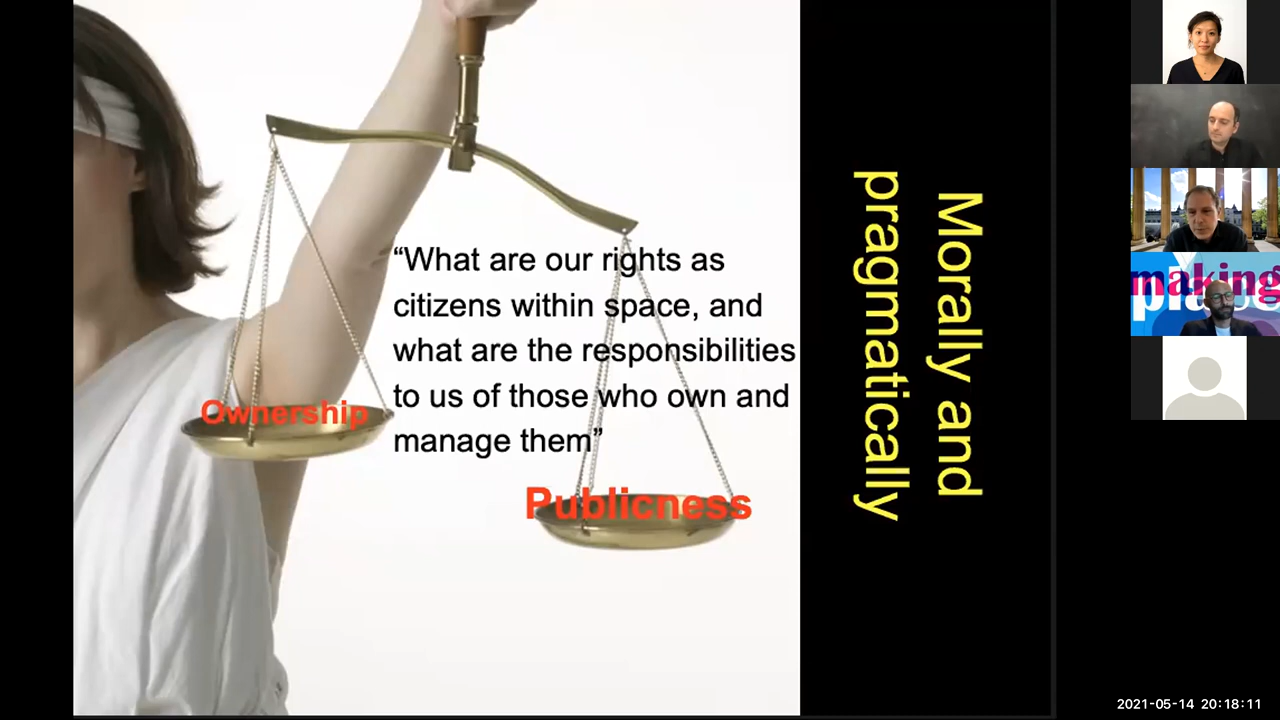 “What are our rights as
citizens within space, and
what are the responsibilities
to us of those who own and
manage them”
Ownership
Publicness
Morally and
pragmatically
making
place
2021-05-14 20:18:11